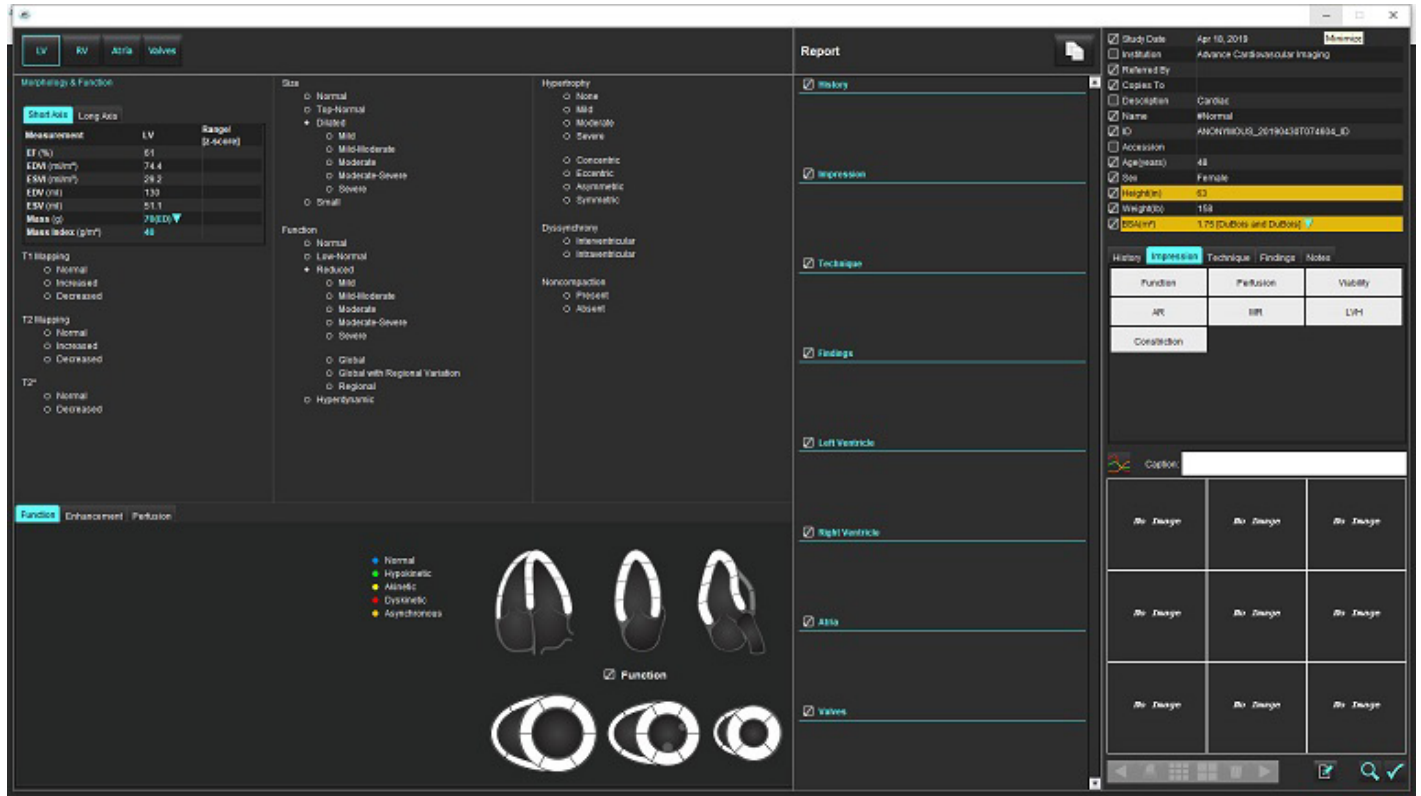 Minimize
LV RV Atria Valves
Morphology & Function
Short Axis Long Axis
Measurement LV Range/ (z-score)
EF (%) 61
EDVI (ml/m²) 74.4
ESVI (ml/m²) 29.2
EDV (ml) 130
ESV (ml) 51.1
Mass (g) 70(ED)
Mass Index (g/m²) 40
T1 Mapping
Normal
Increased
Decreased
T2 Mapping
Normal
Increased
Decreased
T2*
Normal
Decreased
Size
Normal
Top-Normal
Dilated
Mild
Mild-Moderate
Moderate
Moderate-Severe
Severe
Small
Function
Normal
Low-Normal
Reduced
Mild
Mild-Moderate
Moderate
Moderate-Severe
Severe
Global
Global with Regional Variation
Regional
Hyperdynamic
Hypertrophy
None
Mild
Moderate
Severe
Concentric
Eccentric
Asymmetric
Symmetric
Dyssynchrony
Interventricular
Intraventricular
Noncompaction
Present
Absent
Function Enhancement Perfusion
Normal
Hypokinetic
Akinetic
Dyskinetic
Asynchronous
Function
Report
History
Impression
Technique
Findings
Left Ventricle
Right Ventricle
Atria
Valves
Study Date Apr 18, 2019
Institution Advance Cardiovascular Imaging
Referred By
Copies To
Description Cardiac
Name #Normal
ID ANONYMOUS_20190430T074604_ID
Accession
Age(years) 48
Sex Female
Height(in) 63
Weight(lb) 158
BSA(m²) 1.75 [DuBois and DuBois]
History Impression Technique Findings Notes
Function Perfusion Viability
AR MR LVH
Constriction
Caption:
No Image No Image No Image
No Image No Image No Image
No Image No Image No Image